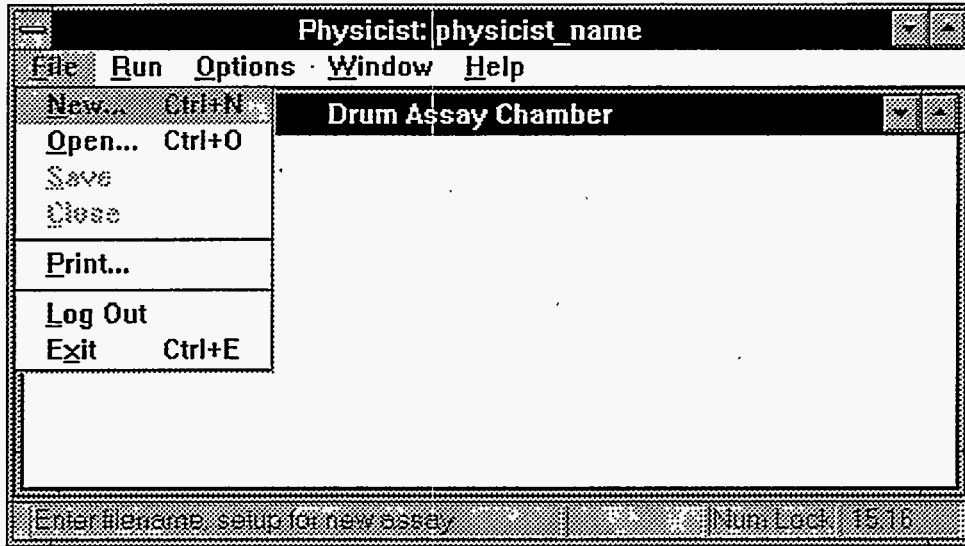 Physicist: physicist_name
File Run Options Window Help
Drum Assay Chamber
New... Ctrl+N
Open... Ctrl+O
Save
Close
Print...
Log Out
Exit Ctrl+E
Enter filename, setup for new assay Num Lock 15:16